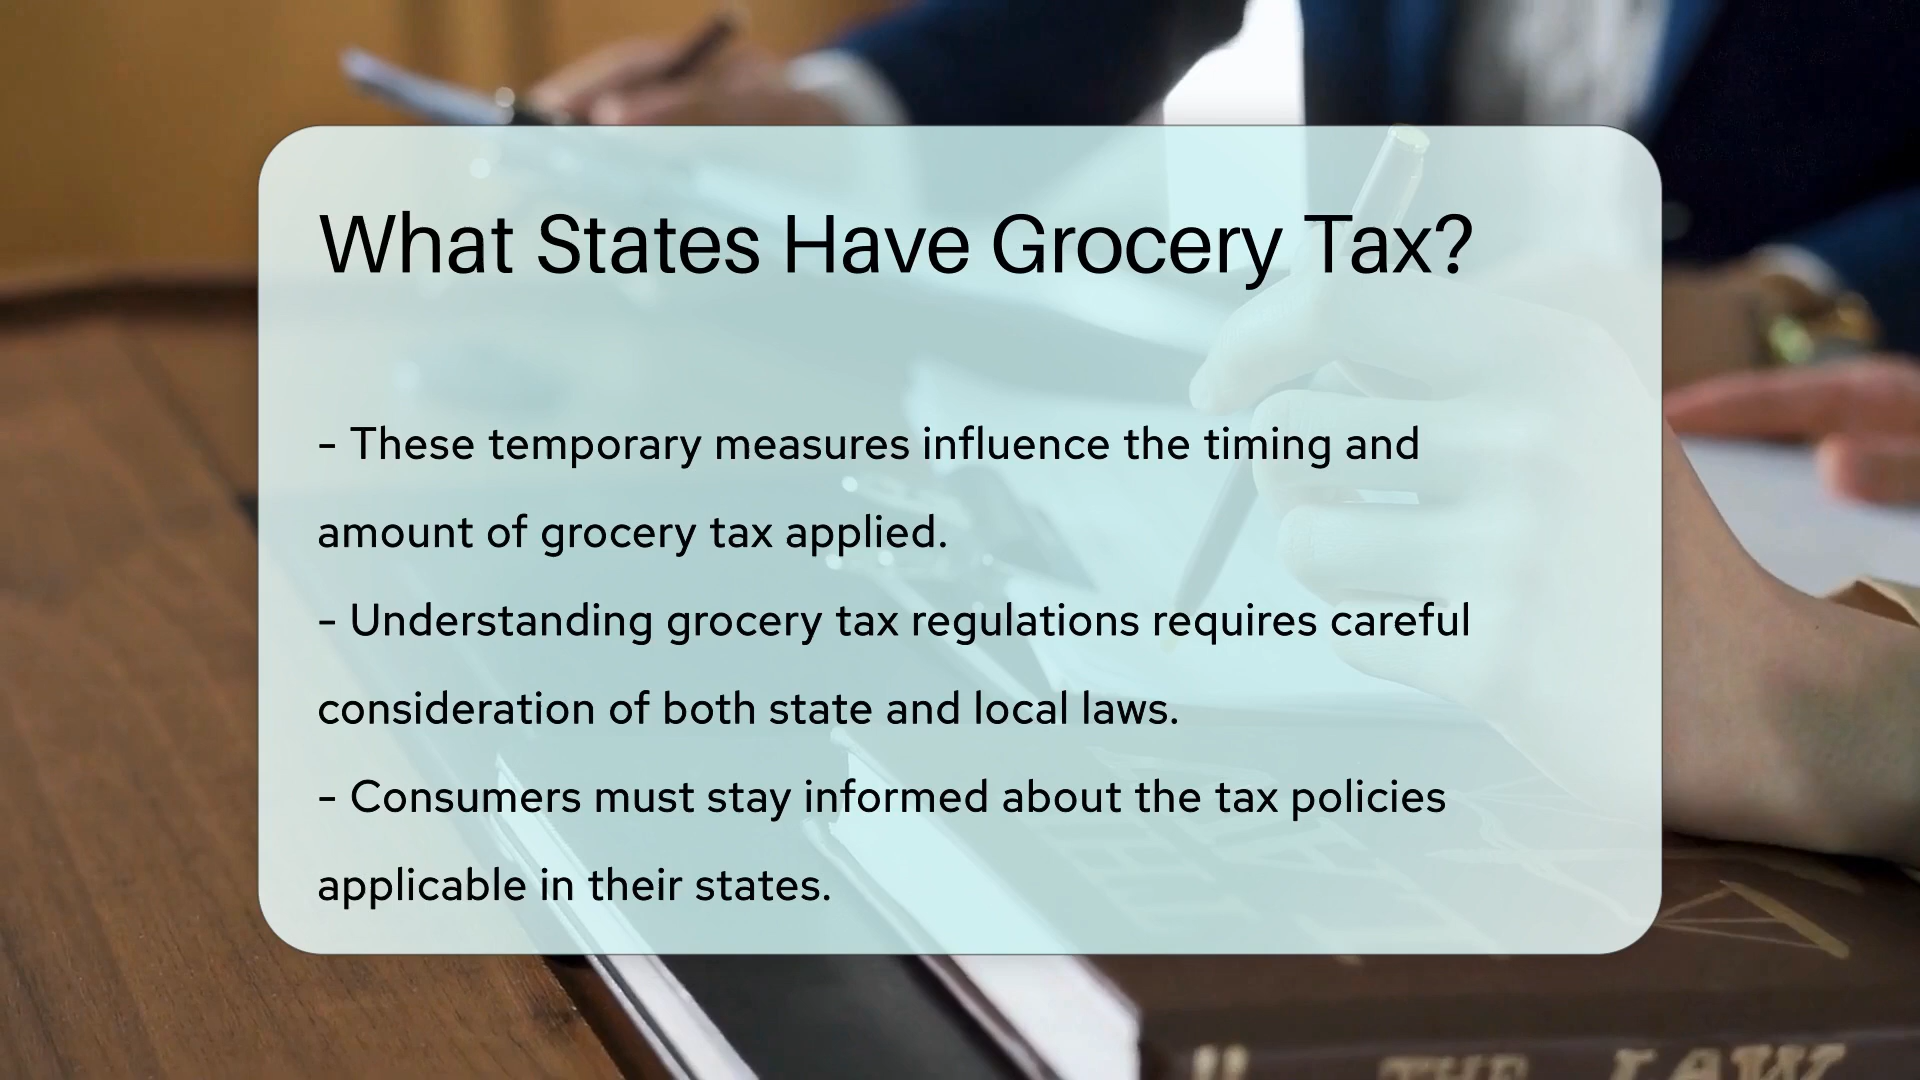 What States Have Grocery Tax?
- These temporary measures influence the timing and
amount of grocery tax applied.
- Understanding grocery tax regulations requires careful
consideration of both state and local laws.
- Consumers must stay informed about the tax policies
applicable in their states.
THE LAW